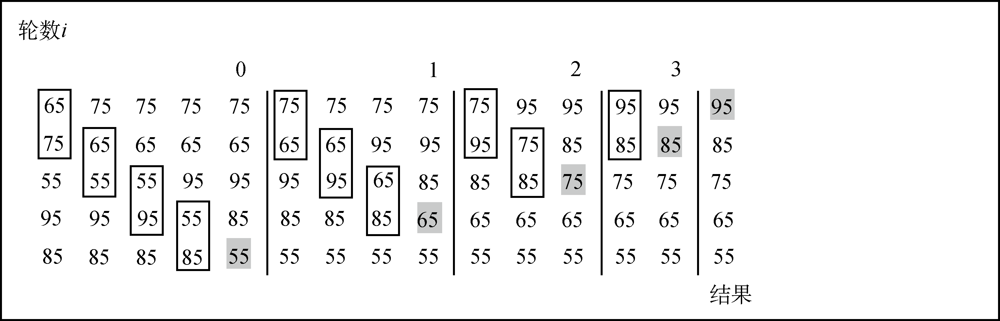 轮数i
0 1 2 3
65 75 75 75 75 75 75 75 75 75 95 95 95 95 95
75 65 65 65 65 65 65 95 95 95 75 85 85 85 85
55 55 55 95 95 95 95 65 85 85 85 75 75 75 75
95 95 95 55 85 85 85 85 65 65 65 65 65 65 65
85 85 85 85 55 55 55 55 55 55 55 55 55 55 55
结果